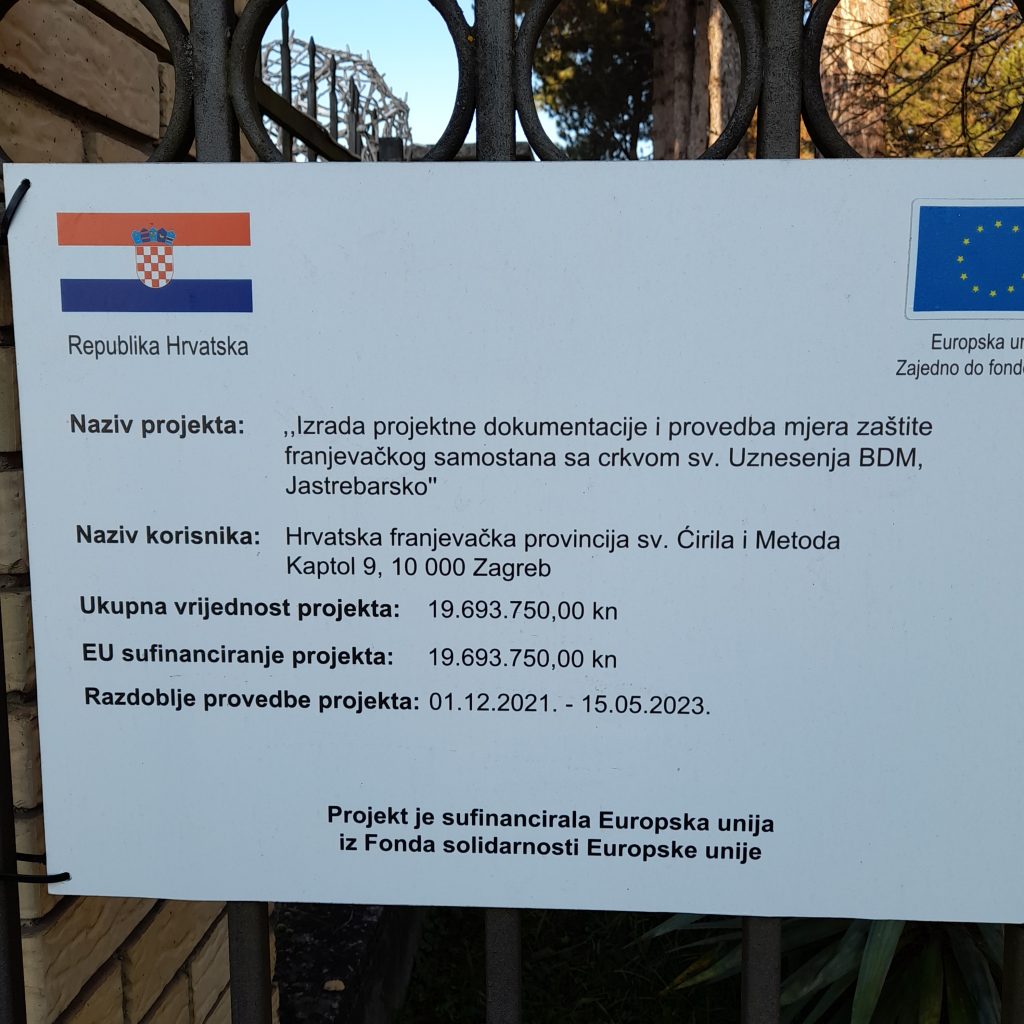 Republika Hrvatska
Europska
Zajedno do
Naziv projekta: ,,Izrada projektne dokumentacije i provedba mjera zaštite
franjevačkog samostana sa crkvom sv. Uznesenja BDM,
Jastrebarsko"
Naziv korisnika: Hrvatska franjevačka provincija sv. Ćirila i Metoda
Kaptol 9, 10 000 Zagreb
Ukupna vrijednost projekta: 19.693.750,00 kn
EU sufinanciranje projekta: 19.693.750,00 kn
Razdoblje provedbe projekta: 01.12.2021. - 15.05.2023.
Projekt je sufinancirala Europska unija
iz Fonda solidarnosti Europske unije